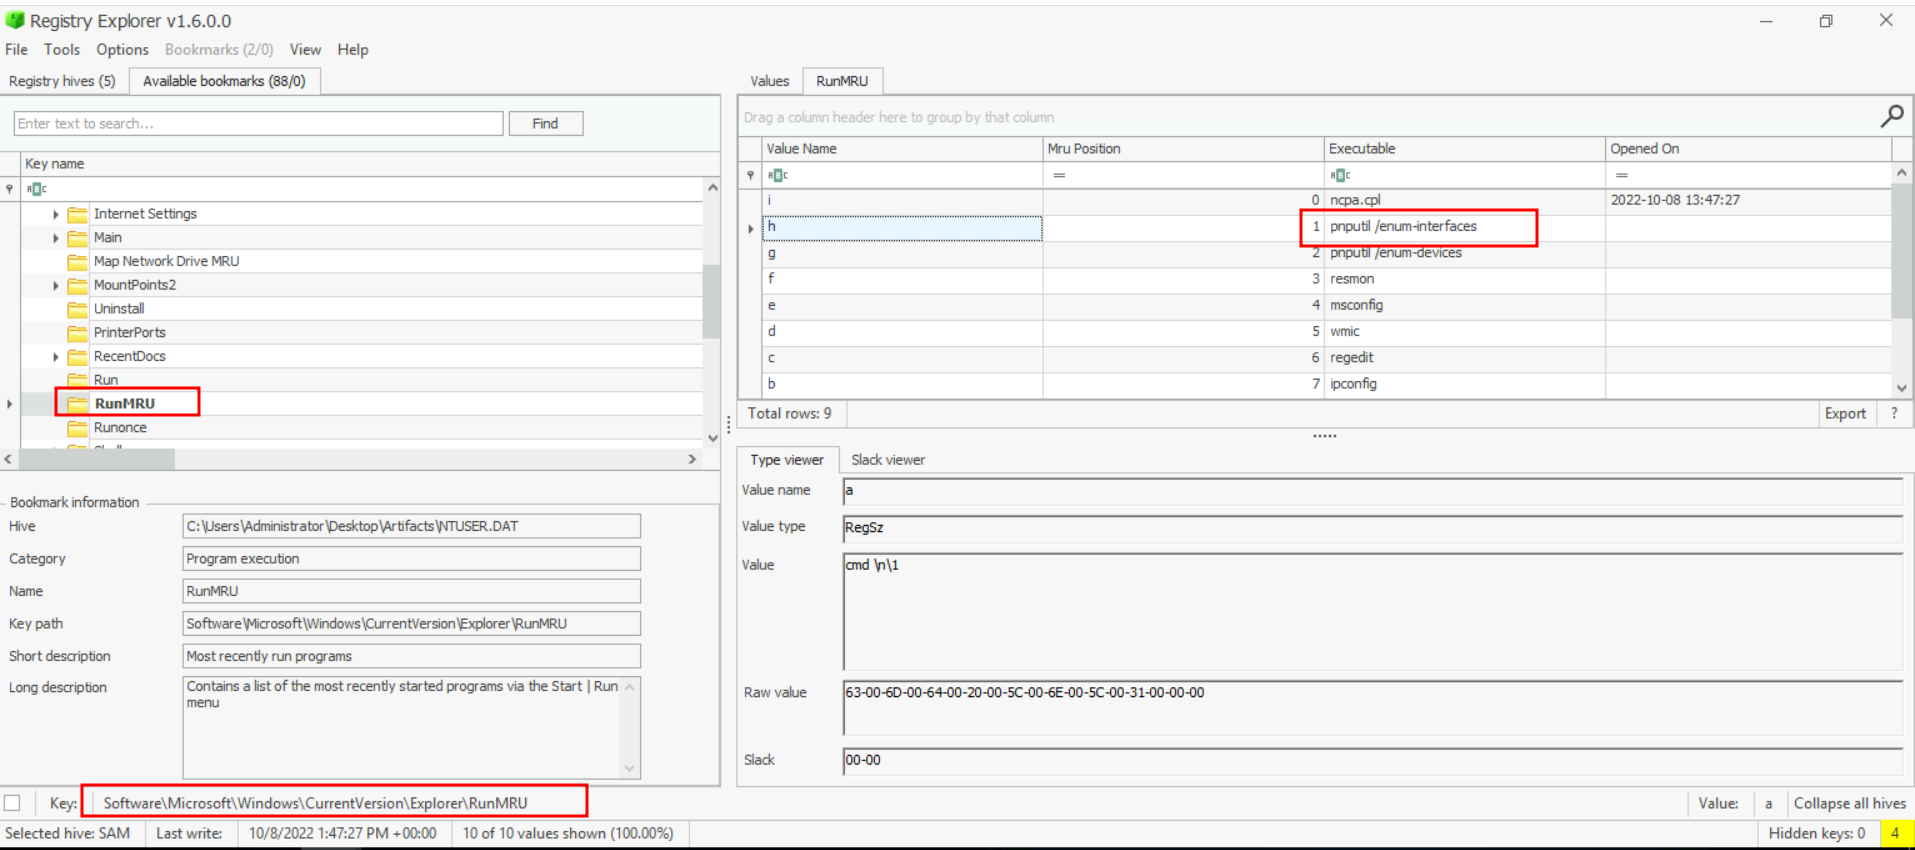 Registry Explorer v1.6.0.0
File Tools Options Bookmarks (2/0) View Help
Registry hives (5) Available bookmarks (88/0)
Enter text to search... Find
Key name
Internet Settings
Main
Map Network Drive MRU
MountPoints2
Uninstall
PrinterPorts
RecentDocs
Run
RunMRU
Runonce
Bookmark information
Hive C:\Users\Administrator\Desktop\Artifacts\NTUSER.DAT
Category Program execution
Name RunMRU
Key path Software\Microsoft\Windows\CurrentVersion\Explorer\RunMRU
Short description Most recently run programs
Long description Contains a list of the most recently started programs via the Start | Run
menu
Values RunMRU
Drag a column header here to group by that column
Value Name Mru Position Executable Opened On
= =
i 0 ncpa.cpl 2022-10-08 13:47:27
h 1 pnputil /enum-interfaces
g 2 pnputil /enum-devices
f 3 resmon
e 4 msconfig
d 5 wmic
c 6 regedit
b 7 ipconfig
Total rows: 9 Export ?
Type viewer Slack viewer
Value name a
Value type RegSz
Value cmd \n\1
Raw value 63-00-6D-00-64-00-20-00-5C-00-6E-00-5C-00-31-00-00-00
Slack 00-00
Key: Software\Microsoft\Windows\CurrentVersion\Explorer\RunMRU Value: a Collapse all hives
Selected hive: SAM Last write: 10/8/2022 1:47:27 PM +00:00 10 of 10 values shown (100.00%) Hidden keys: 0 4